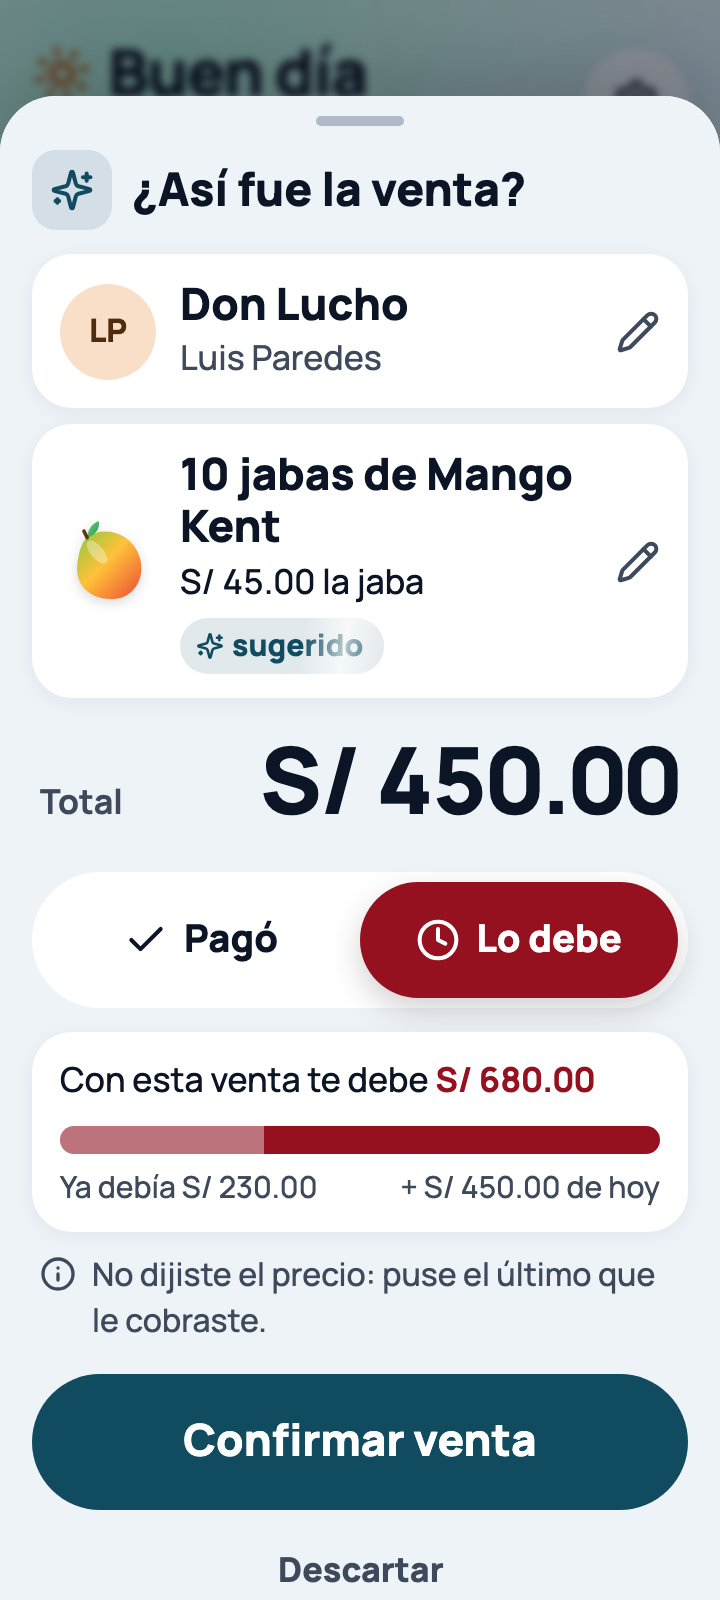 Buen día
¿Así fue la venta?
LP
Don Lucho
Luis Paredes
10 jabas de Mango
Kent
S/ 45.00 la jaba
sugerido
Total
S/ 450.00
Pagó
Lo debe
Con esta venta te debe S/ 680.00
Ya debía S/ 230.00
+ S/ 450.00 de hoy
No dijiste el precio: puse el último que
le cobraste.
Confirmar venta
Descartar